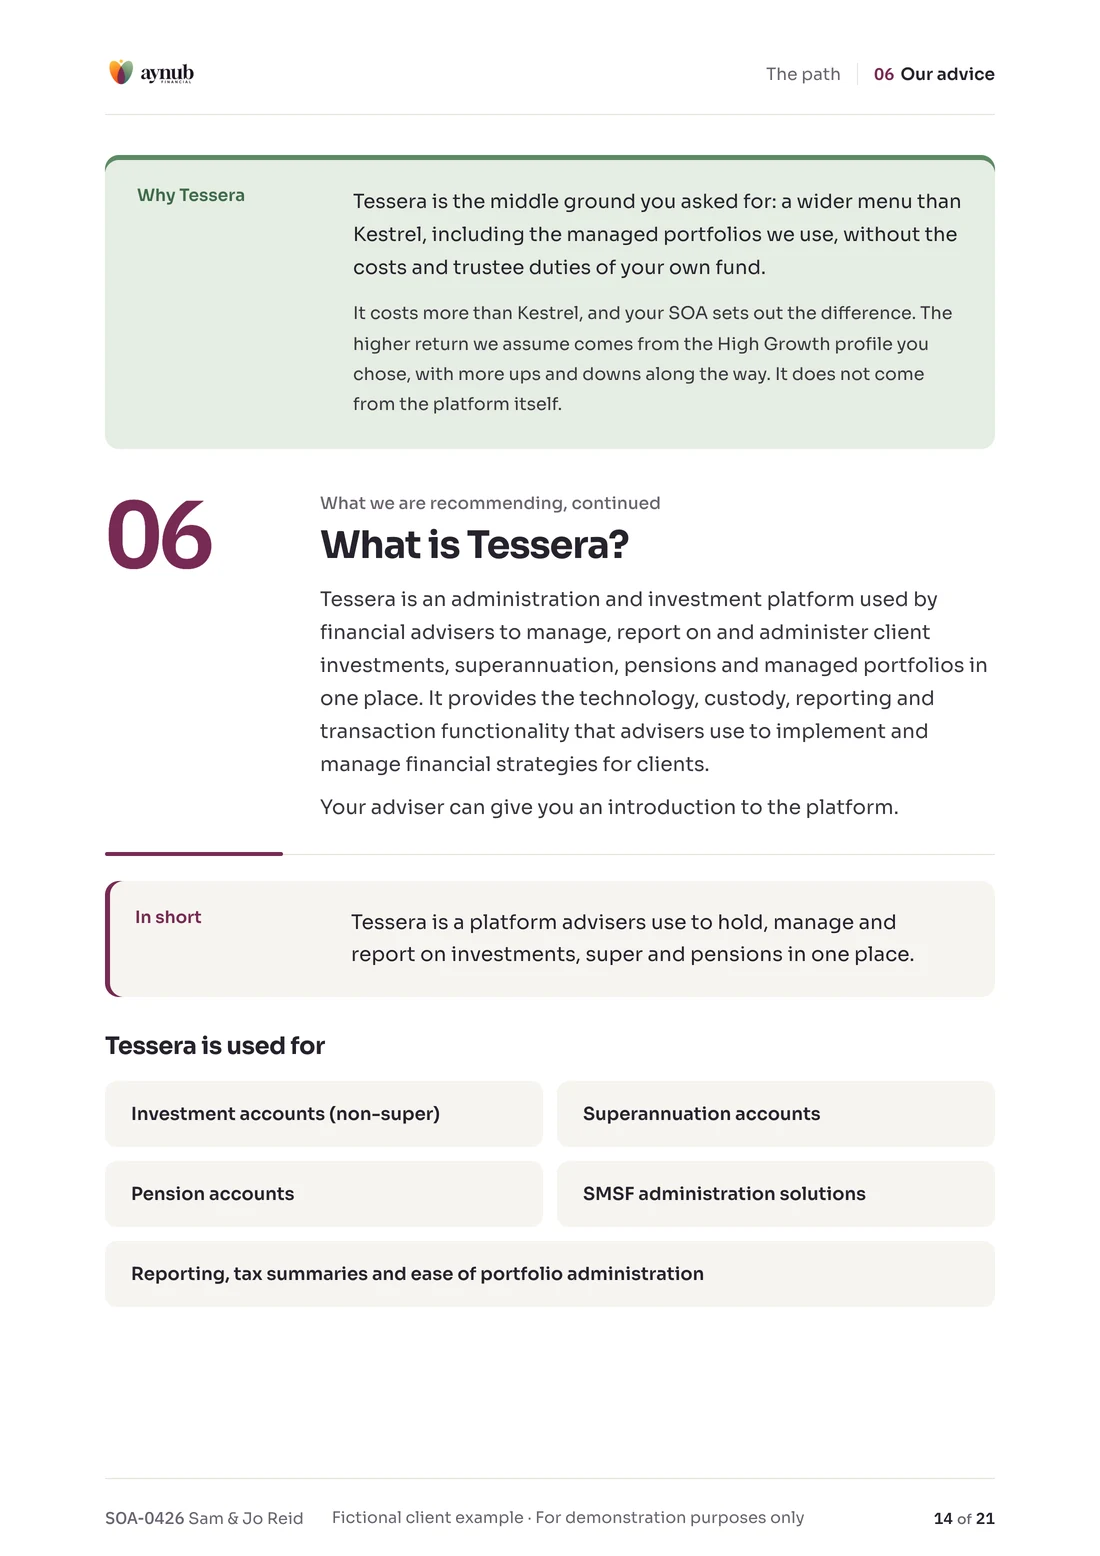 aynub
FINANCIAL
The path
06 Our advice
Why Tessera
Tessera is the middle ground you asked for: a wider menu than
Kestrel, including the managed portfolios we use, without the
costs and trustee duties of your own fund.
It costs more than Kestrel, and your SOA sets out the difference. The
higher return we assume comes from the High Growth profile you
chose, with more ups and downs along the way. It does not come
from the platform itself.
06
What we are recommending, continued
What is Tessera?
Tessera is an administration and investment platform used by
financial advisers to manage, report on and administer client
investments, superannuation, pensions and managed portfolios in
one place. It provides the technology, custody, reporting and
transaction functionality that advisers use to implement and
manage financial strategies for clients.
Your adviser can give you an introduction to the platform.
In short
Tessera is a platform advisers use to hold, manage and
report on investments, super and pensions in one place.
Tessera is used for
Investment accounts (non-super)
Superannuation accounts
Pension accounts
SMSF administration solutions
Reporting, tax summaries and ease of portfolio administration
SOA-0426 Sam & Jo Reid
Fictional client example · For demonstration purposes only
14 of 21